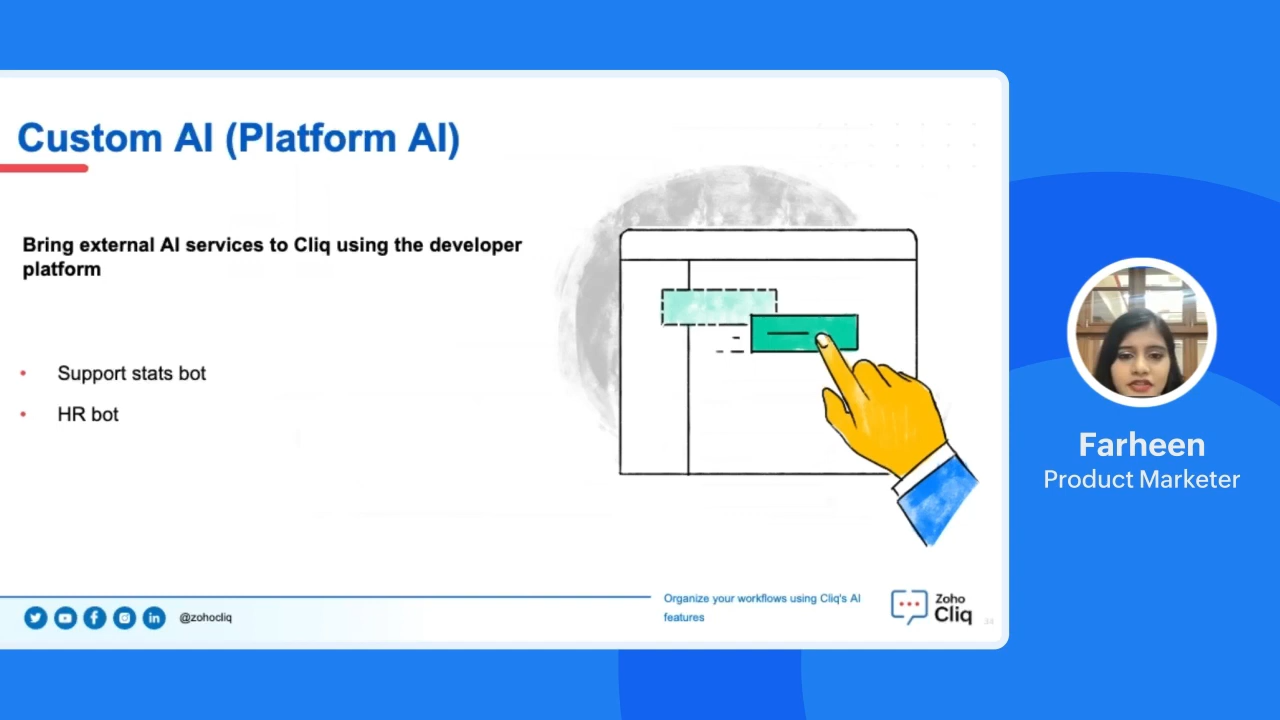 Custom AI (Platform AI)
Bring external AI services to Cliq using the developer
platform
• Support stats bot
• HR bot
@zohocliq
Organize your workflows using Cliq's AI
features
Zoho
Cliq
34
Farheen
Product Marketer